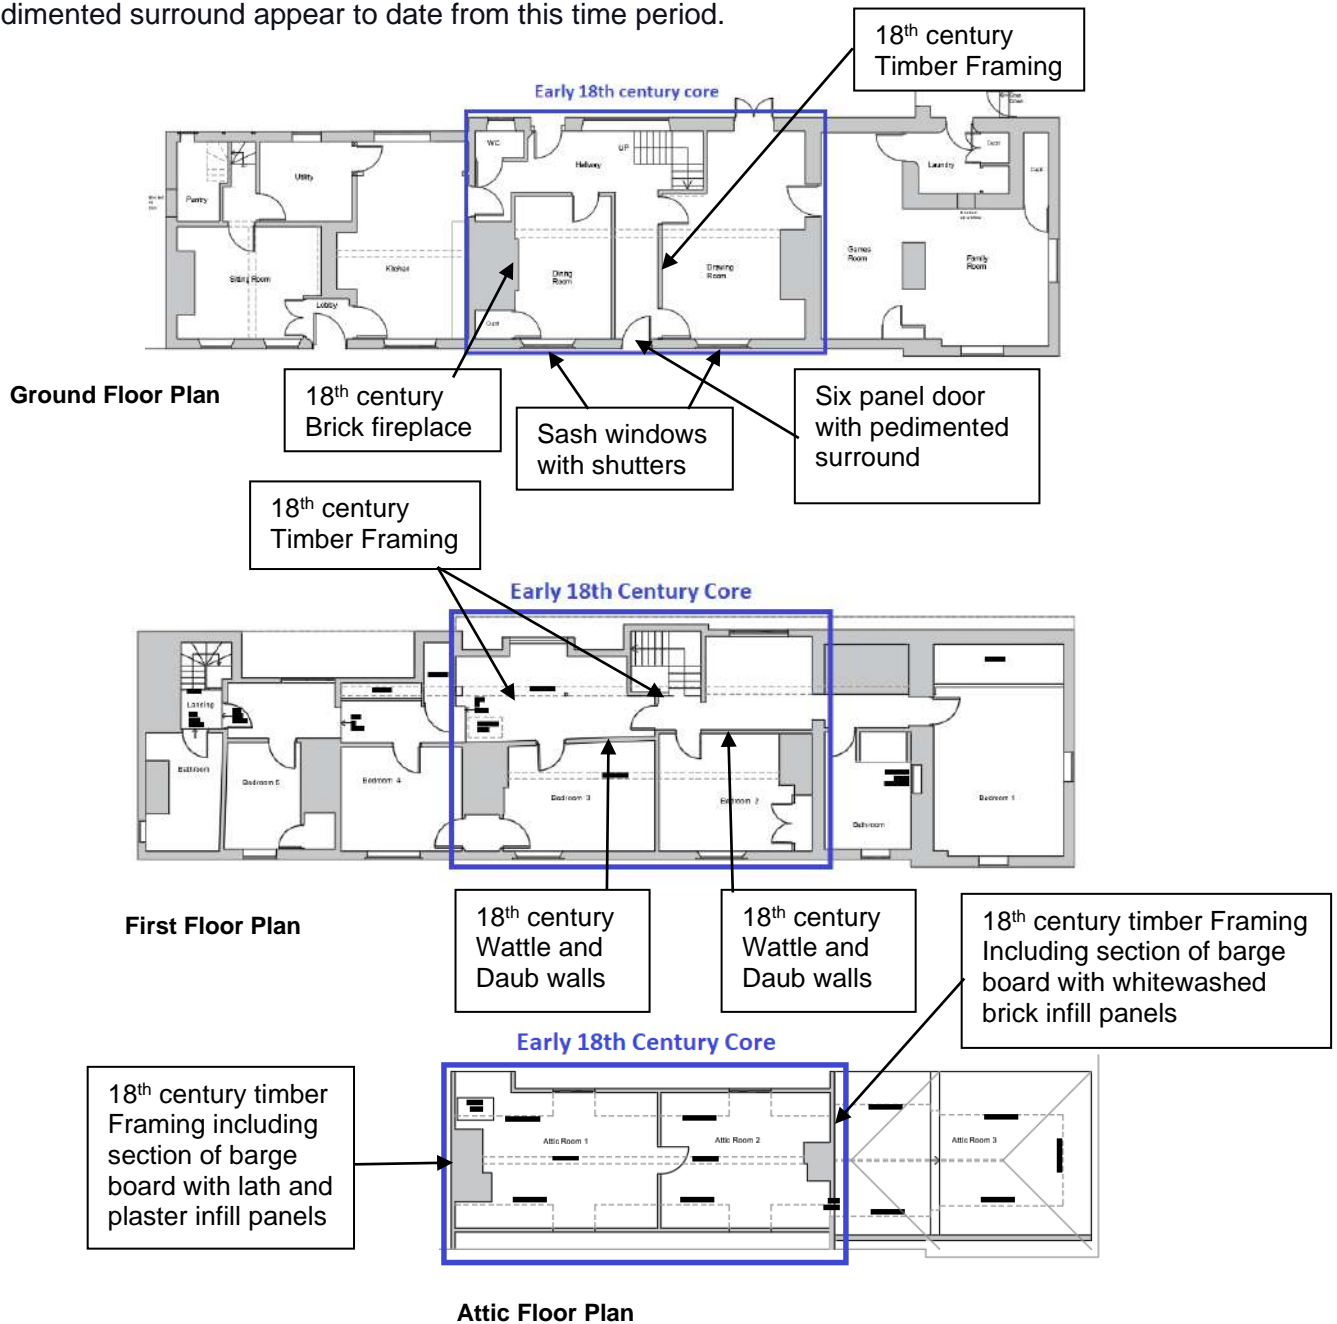 dimented surround appear to date from this time period.
18th century
Timber Framing
Early 18th century core
WC
Hallway
UP
Utility
Pantry
Laundry
Cupd
Cupd
Sitting Room
Kitchen
Lobby
Dining
Room
Drawing
Room
Games
Room
Family
Room
Cupd
Ground Floor Plan
18th century
Brick fireplace
Sash windows
with shutters
Six panel door
with pedimented
surround
18th century
Timber Framing
Early 18th Century Core
Landing
Bathroom
Bedroom 5
Bedroom 4
Bedroom 3
Bedroom 2
Bathroom
Bedroom 1
First Floor Plan
18th century
Wattle and
Daub walls
18th century
Wattle and
Daub walls
18th century timber Framing
Including section of barge
board with whitewashed
brick infill panels
Early 18th Century Core
18th century timber
Framing including
section of barge
board with lath and
plaster infill panels
Attic Room 1
Attic Room 2
Attic Room 3
Attic Floor Plan